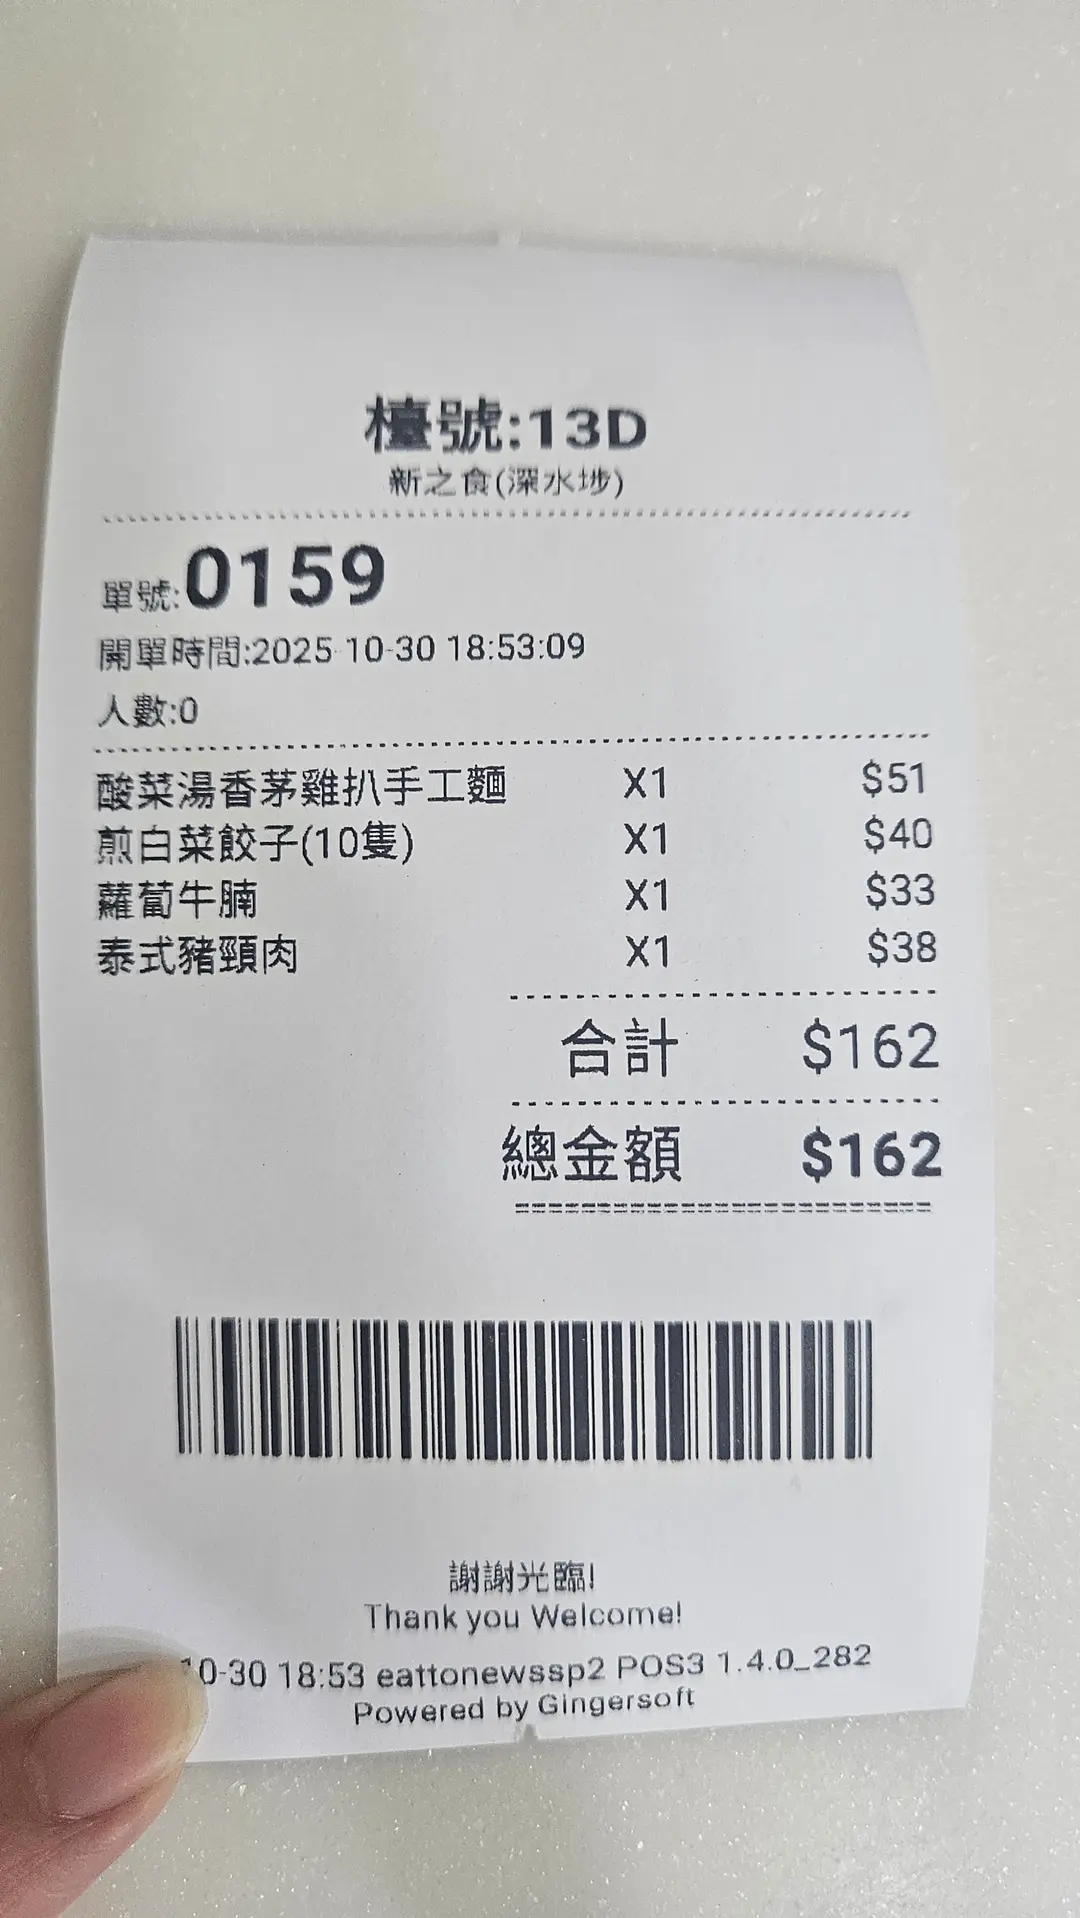 檯號:13D
新之食(深水埗)
單號:0159
開單時間:2025-10-30 18:53:09
人數:0
酸菜湯香茅雞扒手工麵 X1 $51
煎白菜餃子(10隻) X1 $40
蘿蔔牛腩 X1 $33
泰式豬頸肉 X1 $38
合計 $162
總金額 $162
謝謝光臨!
Thank you Welcome!
10-30 18:53 eattonewssp2 POS3 1.4.0_282
Powered by Gingersoft